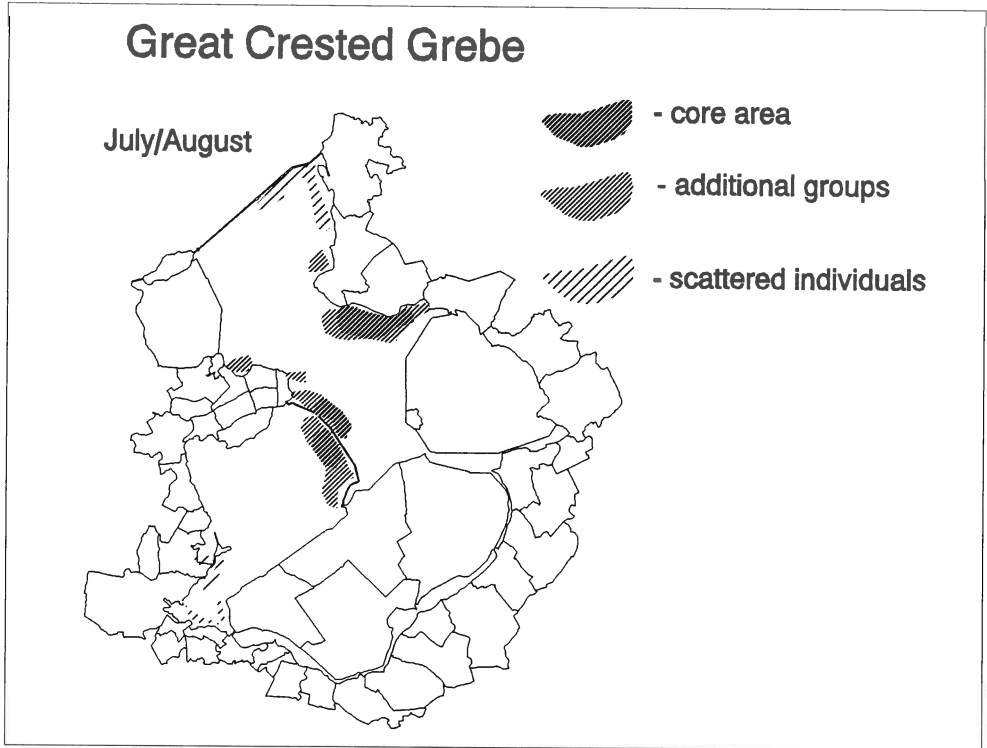 Great Crested Grebe
July/August
- core area
- additional groups
- scattered individuals